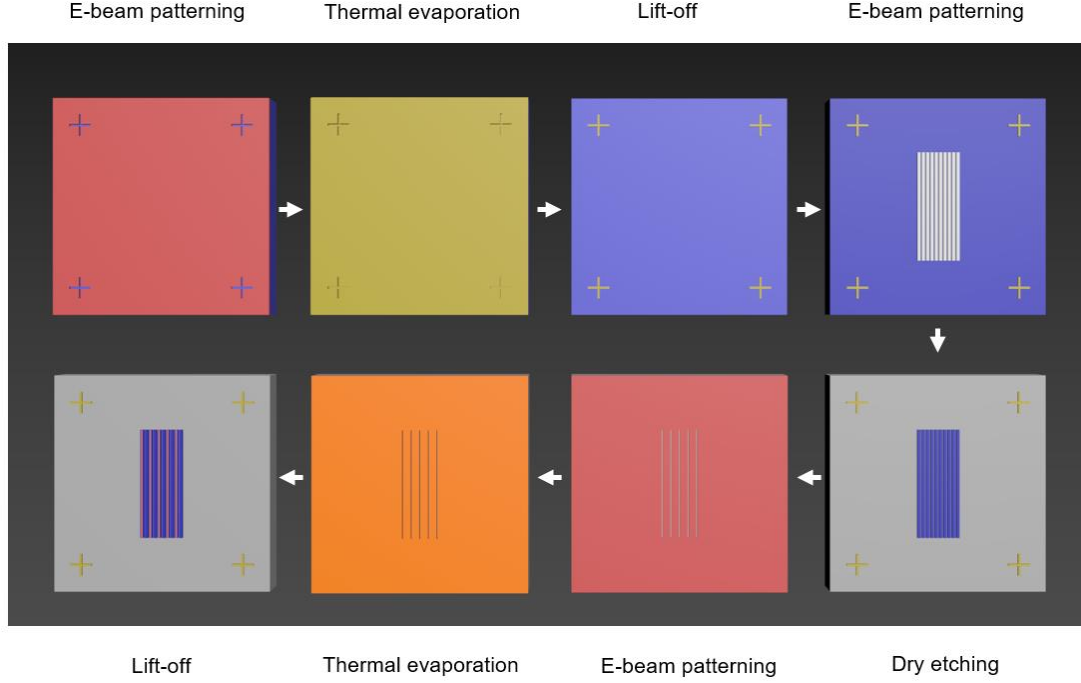 E-beam patterning
Thermal evaporation
Lift-off
E-beam patterning
Lift-off
Thermal evaporation
E-beam patterning
Dry etching